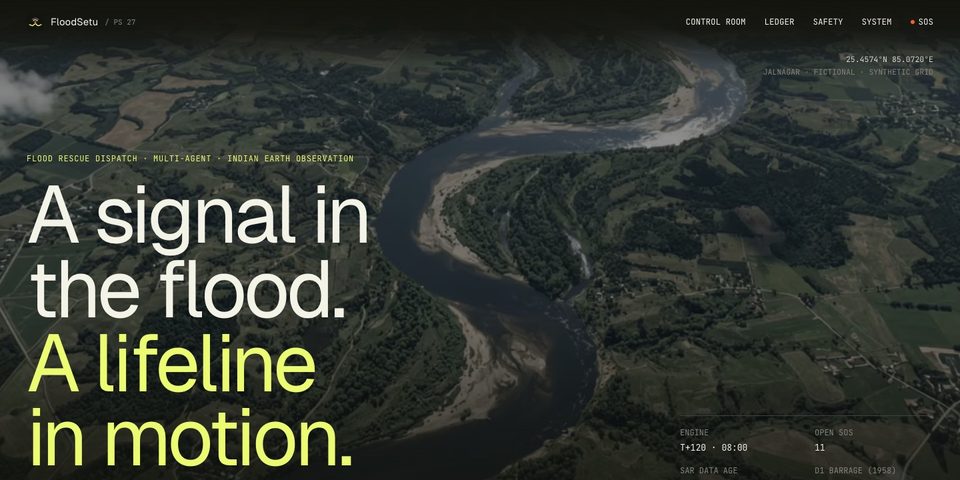 FloodSetu / PS 27
CONTROL ROOM LEDGER SAFETY SYSTEM SOS
25.4574°N 85.0720°E
JALNAGAR · FICTIONAL · SYNTHETIC GRID
FLOOD RESCUE DISPATCH · MULTI-AGENT · INDIAN EARTH OBSERVATION
A signal in
the flood.
A lifeline
in motion.
ENGINE OPEN SOS
T+120 · 08:00 11
SAR DATA AGE D1 BARRAGE (1958)